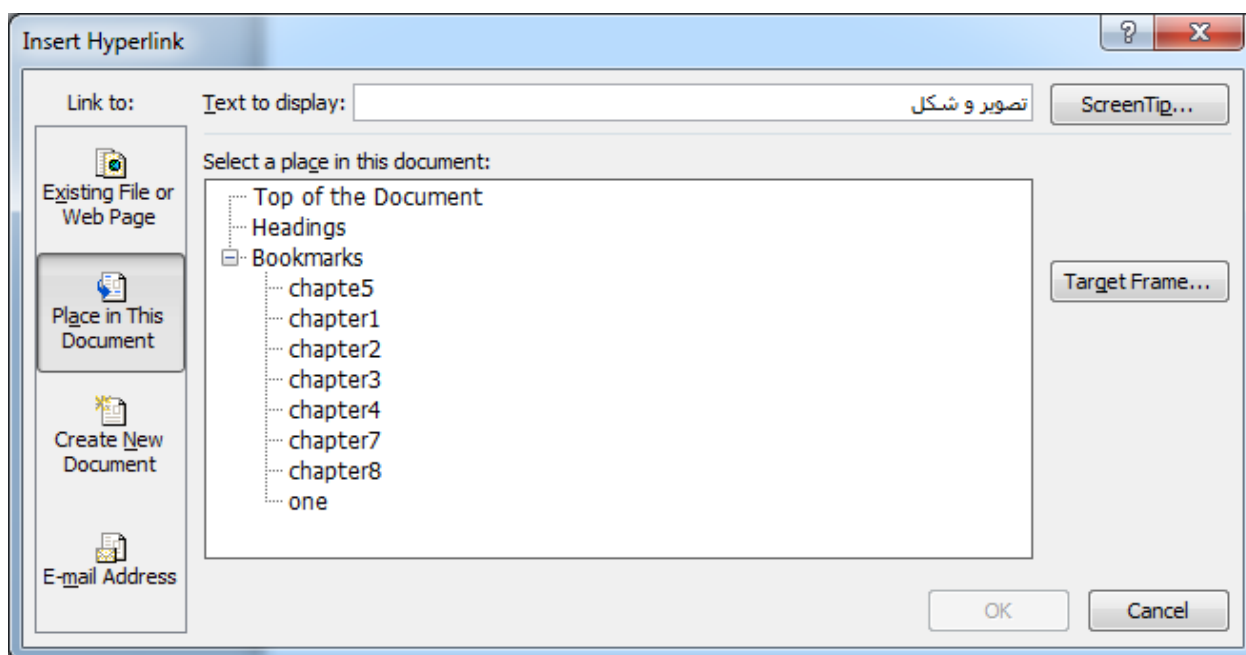 Insert Hyperlink
Link to:
Text to display: تصویر و شکل
ScreenTip...
Existing File or
Web Page
Place in This
Document
Create New
Document
E-mail Address
Select a place in this document:
Top of the Document
Headings
Bookmarks
chapte5
chapter1
chapter2
chapter3
chapter4
chapter7
chapter8
one
Target Frame...
OK
Cancel